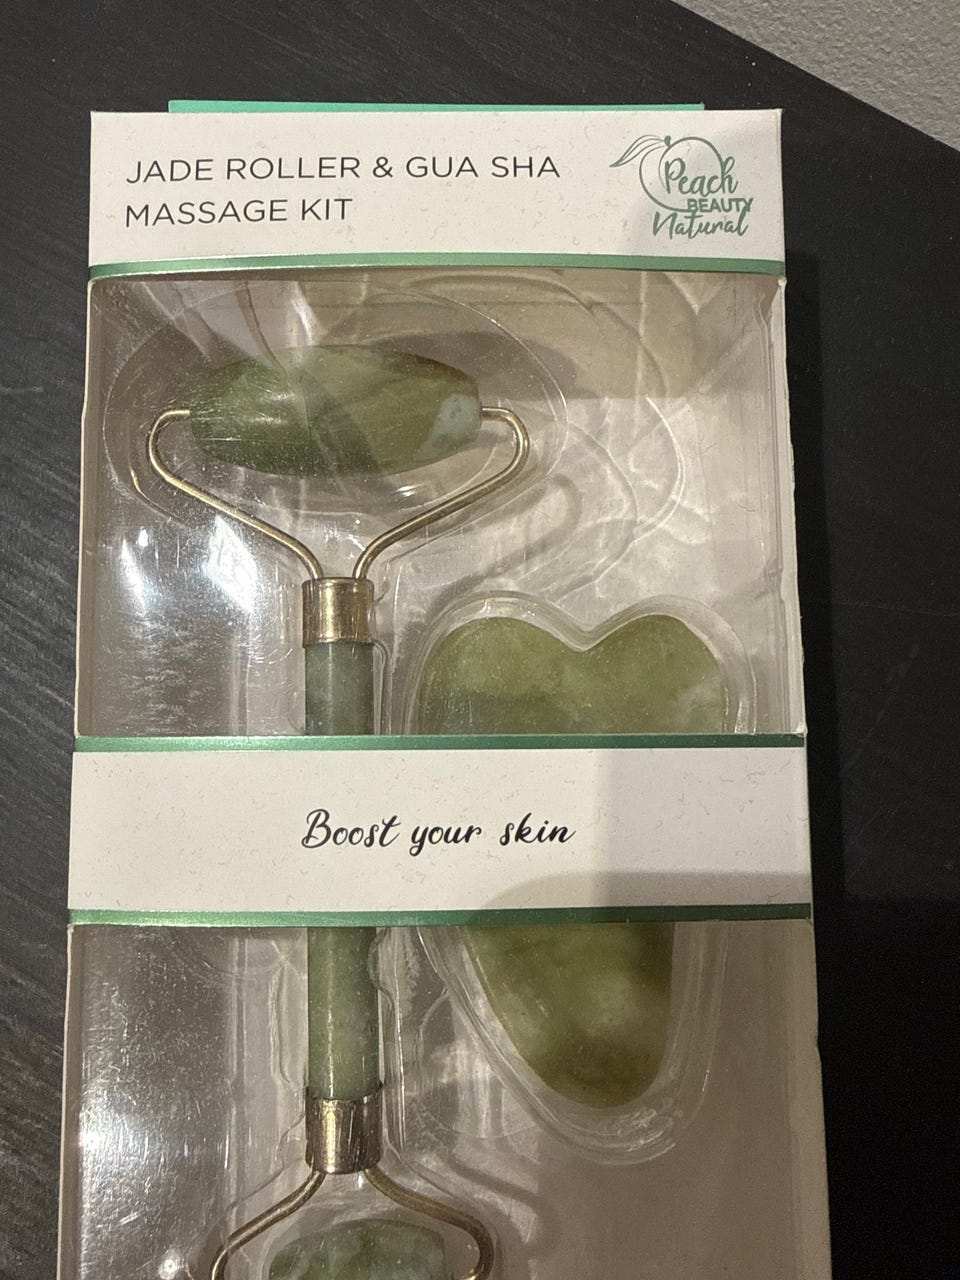 JADE ROLLER & GUA SHA
MASSAGE KIT
Peach
BEAUTY
Natural
Boost your skin